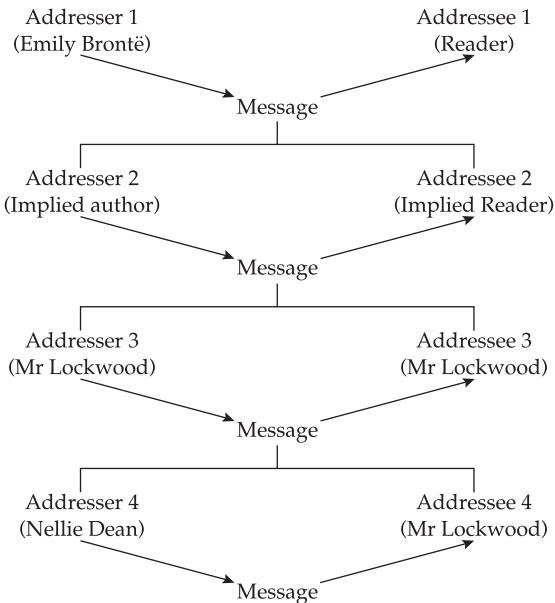 Addresser 1
(Emily Brontë)
Addressee 1
(Reader)
Message
Addresser 2
(Implied author)
Addressee 2
(Implied Reader)
Message
Addresser 3
(Mr Lockwood)
Addressee 3
(Mr Lockwood)
Message
Addresser 4
(Nellie Dean)
Addressee 4
(Mr Lockwood)
Message